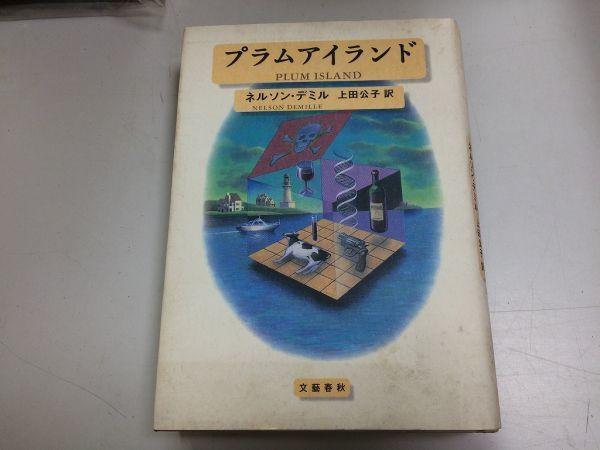 プラムアイランド
PLUM ISLAND
ネルソン・デミル 上田公子 訳
NELSON DEMILLE
文藝春秋